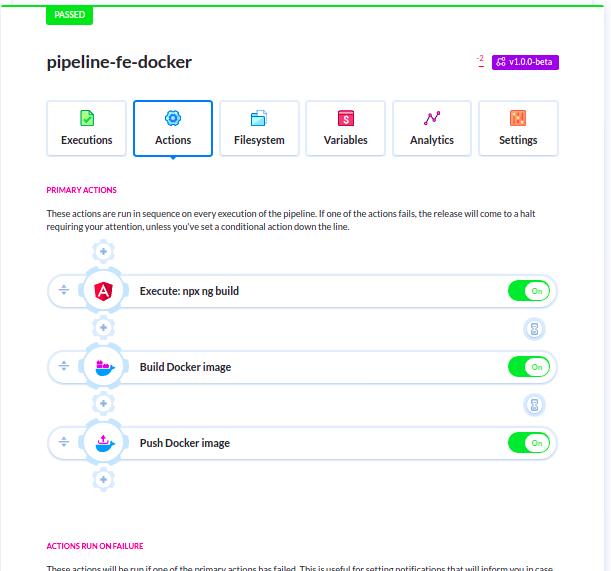 PASSED
pipeline-fe-docker
-2
v1.0.0-beta
Executions
Actions
Filesystem
Variables
Analytics
Settings
PRIMARY ACTIONS
These actions are run in sequence on every execution of the pipeline. If one of the actions fails, the release will come to a halt
requiring your attention, unless you've set a conditional action down the line.
Execute: npx ng build
On
Build Docker image
On
Push Docker image
On
ACTIONS RUN ON FAILURE
These actions will be run if one of the primary actions has failed. This is useful for setting notifications that will inform you in case